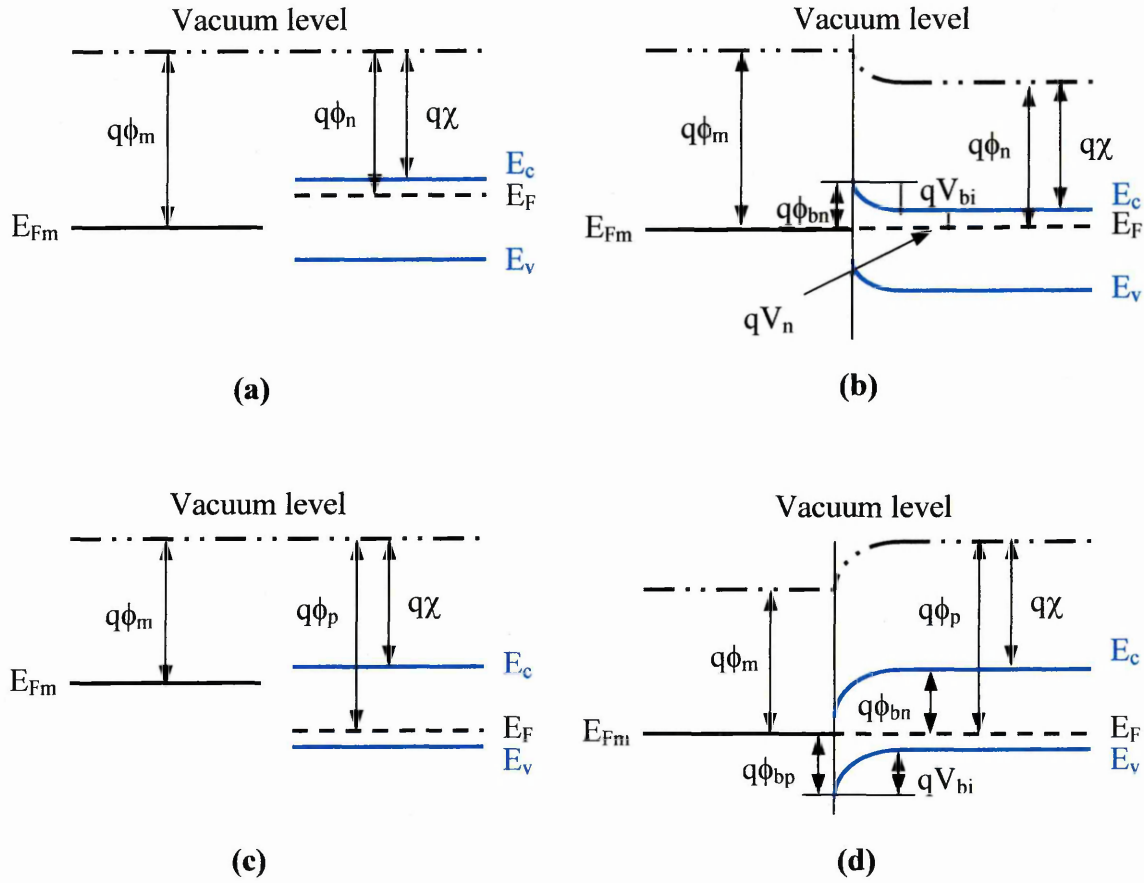 Vacuum level
qϕm
qϕn
qχ
Ec
EF
EFm
Ev
(a)
Vacuum level
qϕm
qϕn
qχ
qϕbn
qVbi
Ec
EF
EFm
Ev
qVn
(b)
Vacuum level
qϕm
qϕp
qχ
Ec
EFm
EF
Ev
(c)
Vacuum level
qϕm
qϕp
qχ
Ec
qϕbn
EFm
EF
Ev
qϕbp
qVbi
(d)